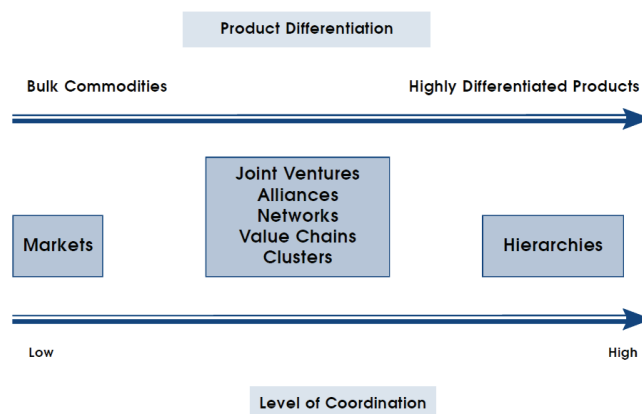 Product Differentiation
Bulk Commodities
Highly Differentiated Products
Joint Ventures
Alliances
Networks
Value Chains
Clusters
Markets
Hierarchies
Low
High
Level of Coordination